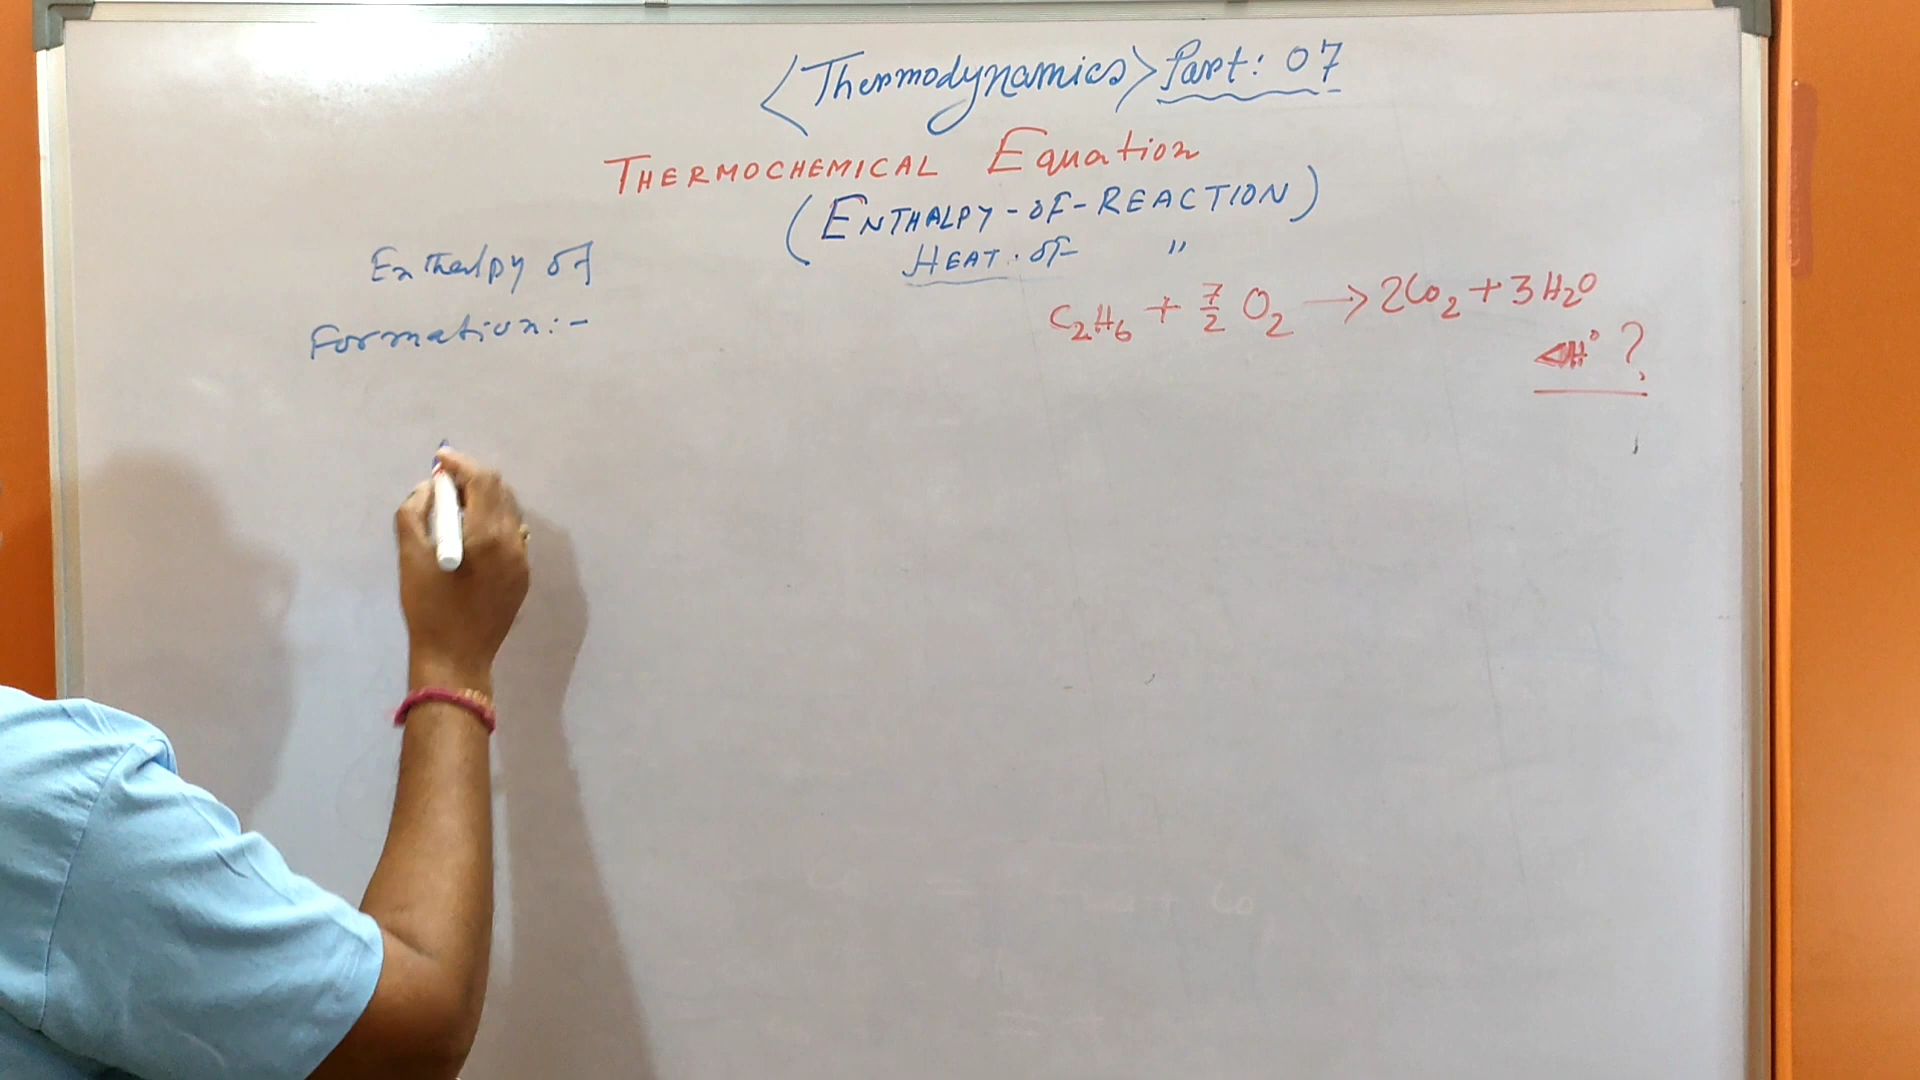 <Thermodynamics> Part: 07
THERMOCHEMICAL Equation
(ENTHALPY-OF-REACTION)
HEAT. OF "
Enthalpy of
Formation:-
C₂H₆ + 7/2 O₂ → 2CO₂ + 3H₂O
ΔH° ?